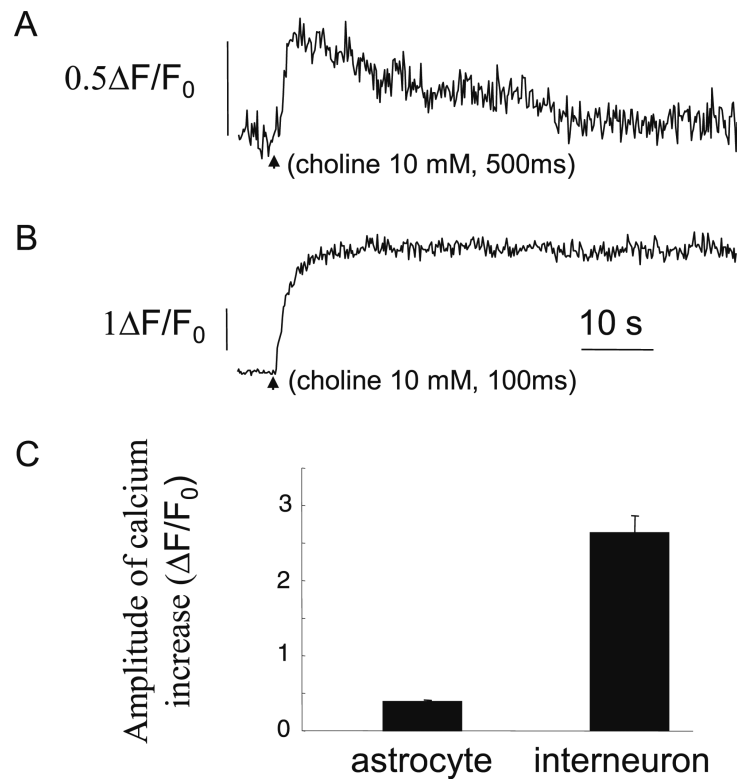 A
0.5ΔF/F0
(choline 10 mM, 500ms)
B
1ΔF/F0
10 s
(choline 10 mM, 100ms)
C
Amplitude of calcium
increase (ΔF/F0)
3
2
1
0
astrocyte interneuron